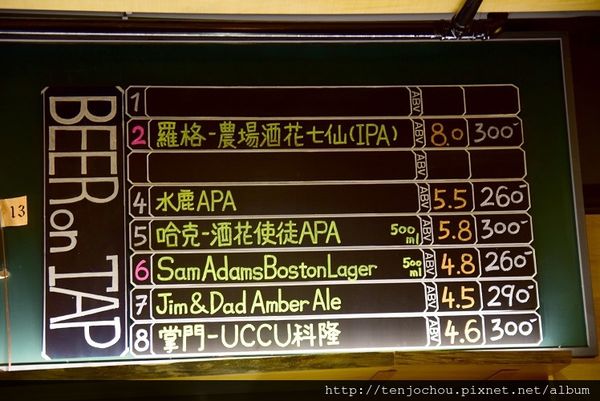 BEER on TAP
1 ABV
2 羅格-農場酒花七仙(IPA) ABV 8.0 300-
ABV
4 水鹿APA ABV 5.5 260-
5 哈克-酒花使徒APA 500ml ABV 5.8 300-
6 Sam Adams Boston Lager 500ml ABV 4.8 260-
7 Jim & Dad Amber Ale ABV 4.5 290-
8 掌門-UCCU科隆 ABV 4.6 300-
13
http://tenjochou.pixnet.net/album